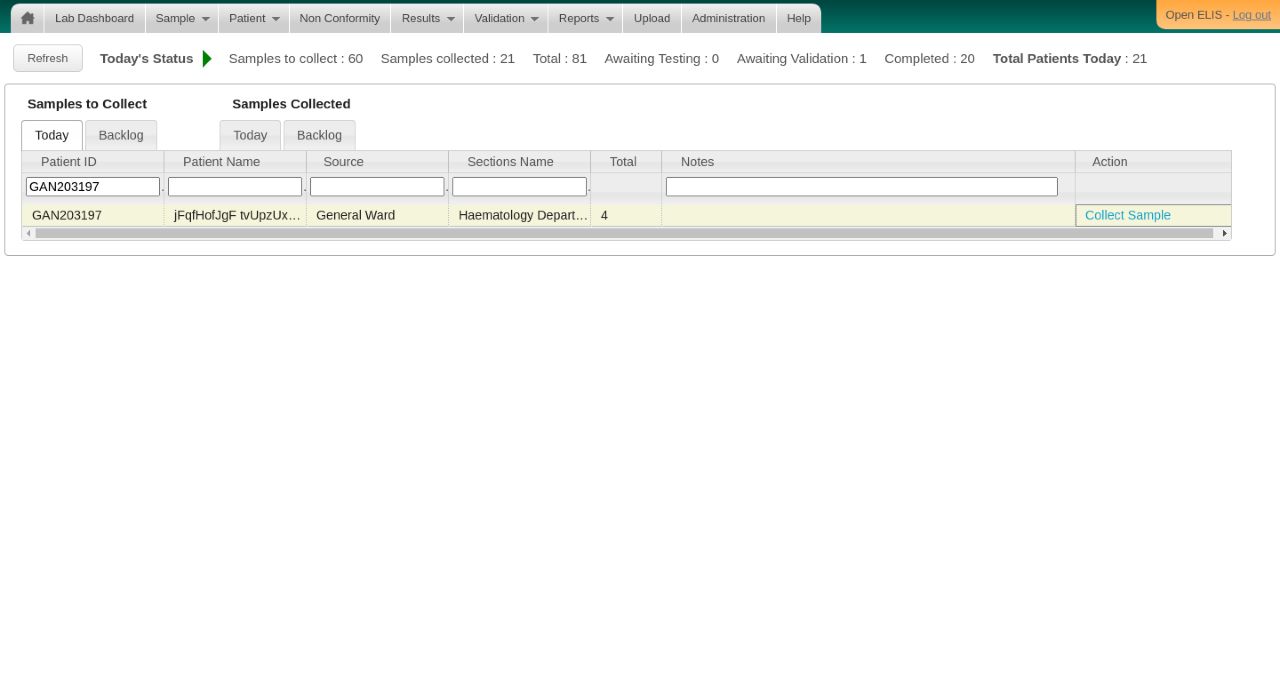 Lab Dashboard Sample Patient Non Conformity Results Validation Reports Upload Administration Help Open ELIS - Log out
Refresh Today's Status Samples to collect : 60 Samples collected : 21 Total : 81 Awaiting Testing : 0 Awaiting Validation : 1 Completed : 20 Total Patients Today : 21
Samples to Collect Samples Collected
Today Backlog Today Backlog
Patient ID Patient Name Source Sections Name Total Notes Action
GAN203197
GAN203197 jFqfHofJgF tvUpzUx... General Ward Haematology Depart... 4 Collect Sample